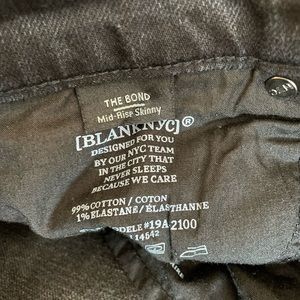 THE BOND
Mid-Rise Skinny
[BLANKNYC]®
DESIGNED FOR YOU
BY OUR NYC TEAM
IN THE CITY THAT
NEVER SLEEPS
BECAUSE WE CARE
99% COTTON / COTON
1% ELASTANE / ÉLASTHANNE
#19A-2100